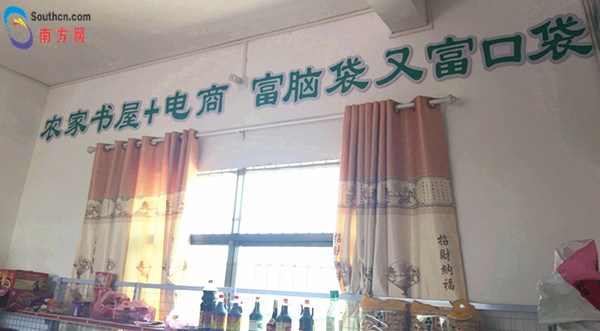 Southcn.com
南方网
农家书屋+电商 富脑袋又富口袋
招财纳福